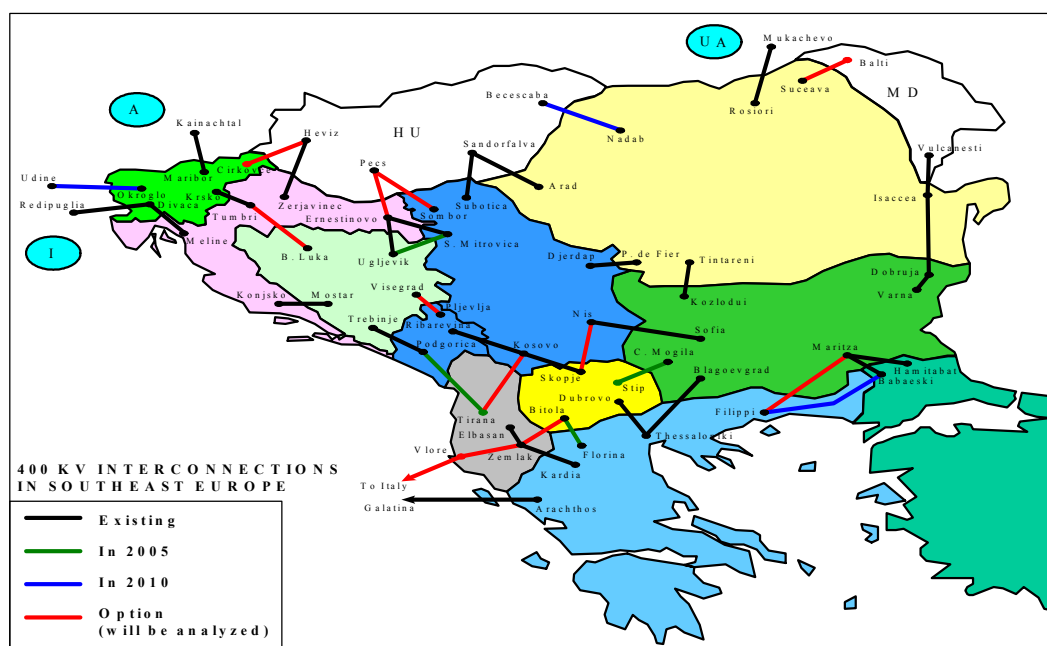 Mukachevo
UA
Balti
Suceava
MD
Becescaba
Rosiori
A
Kainachtal
Heviz
HU
Nadab
Sandorfalva
Vulcanesti
Cirkovce
Pecs
Maribor
Udine
Okroglo
Krsko
Arad
Isaccea
Redipuglia
Divaca
Zerjavinec
Subotica
Tumbri
Ernestinovo
Sombor
Meline
S. Mitrovica
I
B. Luka
Ugljevik
Djerdap
P. de Fier
Tintareni
Dobruja
Visegrad
Varna
Konjsko
Mostar
Pljevlja
Kozlodui
Trebinje
Ribarevina
Nis
Sofia
Podgorica
Kosovo
C. Mogila
Maritza
Skopje
Blagoevgrad
Hamitabat
Babaeski
Stip
Dubrovo
Bitola
Filippi
Tirana
Elbasan
Thessaloniki
Vlore
Zemlak
Florina
Kardia
400 KV INTERCONNECTIONS
IN SOUTHEAST EUROPE
To Italy
Galatina
Arachthos
Existing
In 2005
In 2010
Option
(will be analyzed)